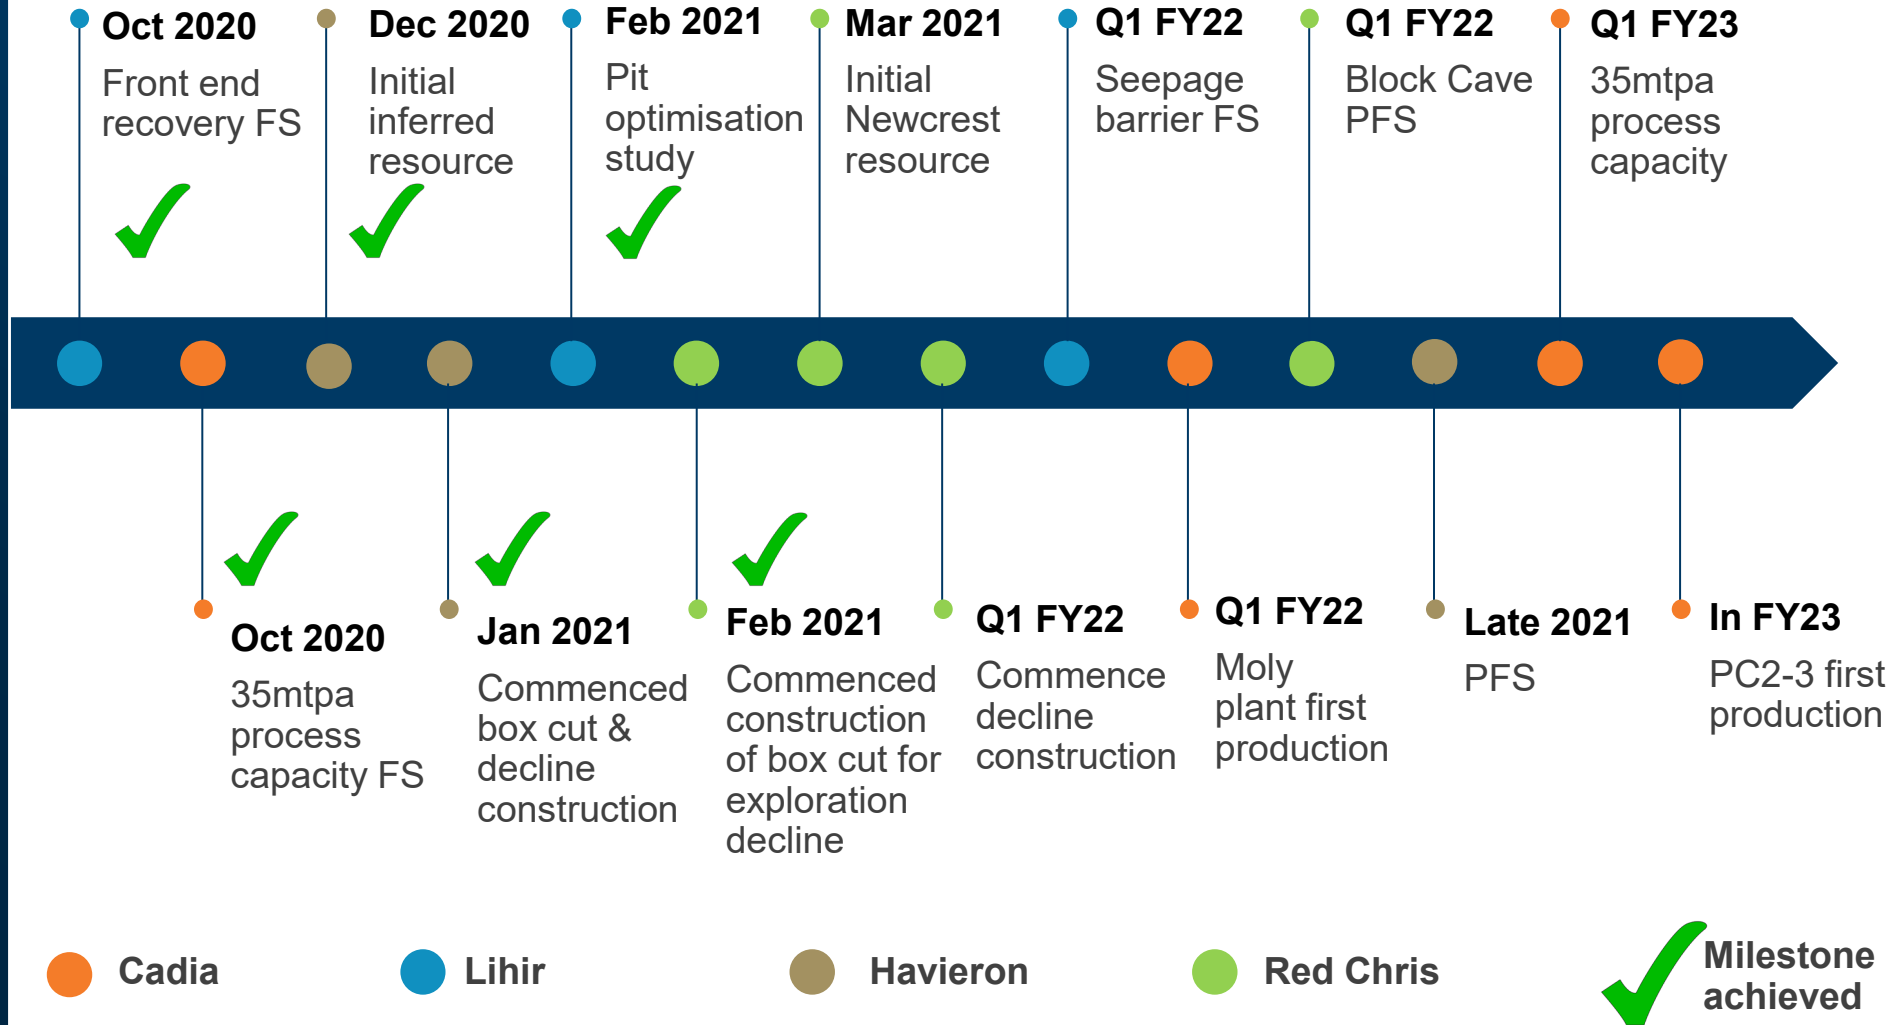 Oct 2020
Front end
recovery FS
Dec 2020
Initial
inferred
resource
Feb 2021
Pit
optimisation
study
Mar 2021
Initial
Newcrest
resource
Q1 FY22
Seepage
barrier FS
Q1 FY22
Block Cave
PFS
Q1 FY23
35mtpa
process
capacity
Oct 2020
35mtpa
process
capacity FS
Jan 2021
Commenced
box cut &
decline
construction
Feb 2021
Commenced
construction
of box cut for
exploration
decline
Q1 FY22
Commence
decline
construction
Q1 FY22
Moly
plant first
production
Late 2021
PFS
In FY23
PC2-3 first
production
Cadia
Lihir
Havieron
Red Chris
Milestone
achieved